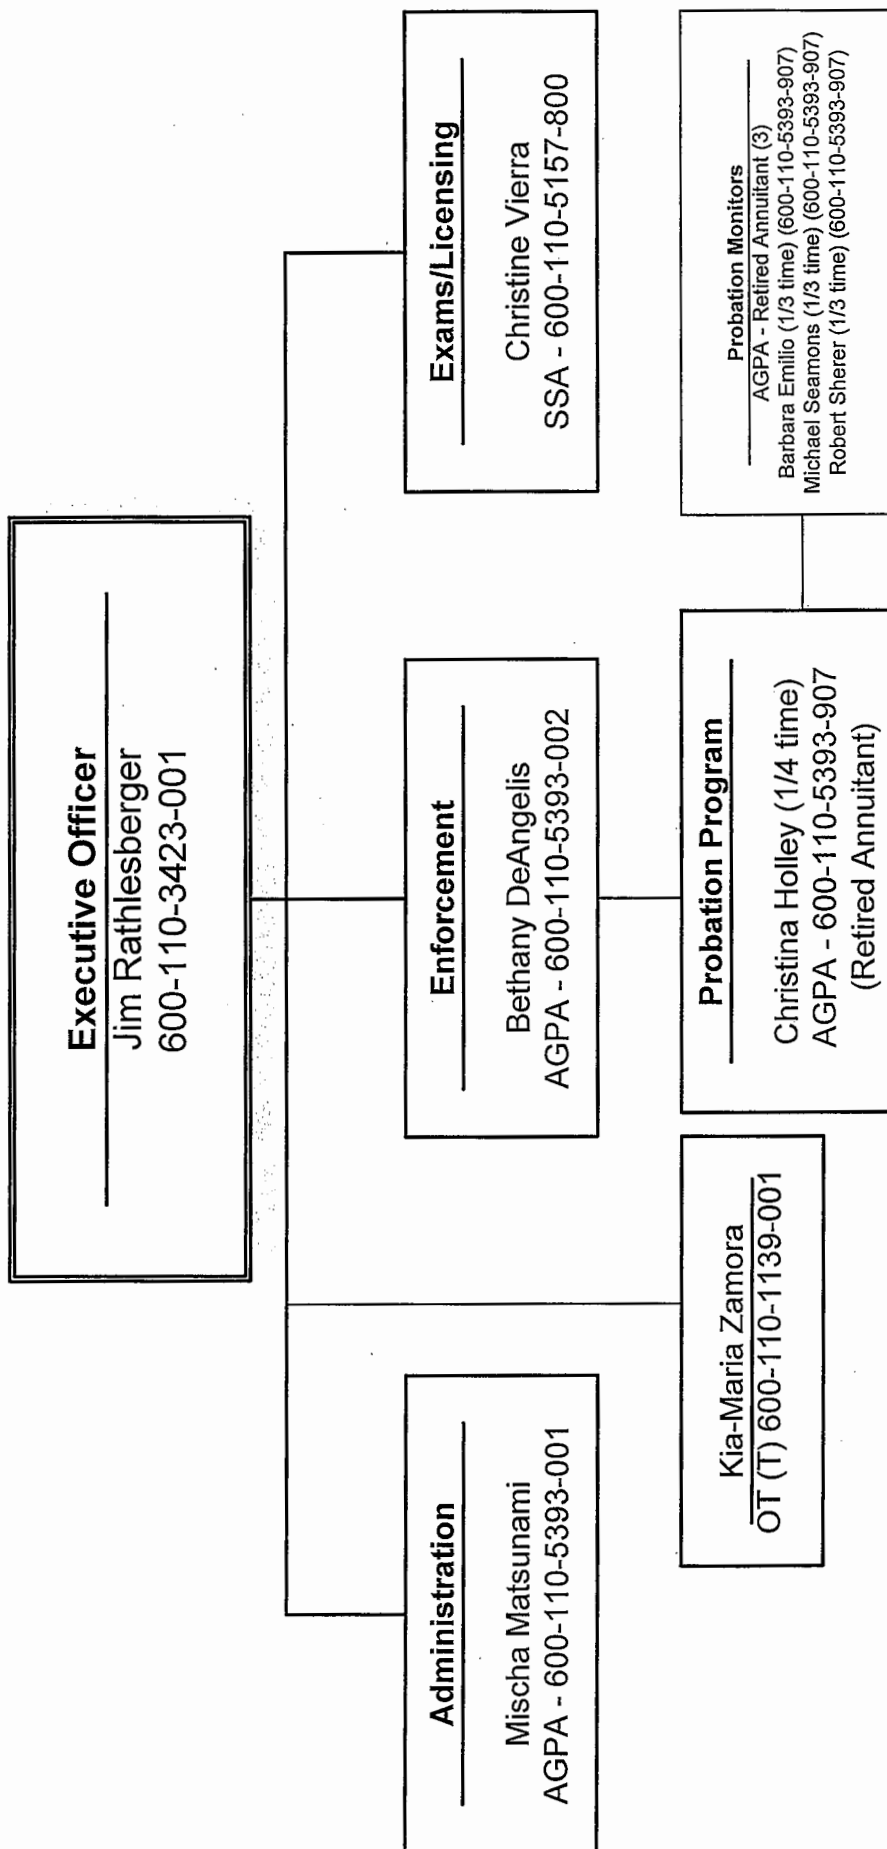 Executive Officer
Jim Rathlesberger
600-110-3423-001
Administration
Mischa Matsunami
AGPA - 600-110-5393-001
Enforcement
Bethany DeAngelis
AGPA - 600-110-5393-002
Exams/Licensing
Christine Vierra
SSA - 600-110-5157-800
Kia-Maria Zamora
OT (T) 600-110-1139-001
Probation Program
Christina Holley (1/4 time)
AGPA - 600-110-5393-907
(Retired Annuitant)
Probation Monitors
AGPA - Retired Annuitant (3)
Barbara Emilio (1/3 time) (600-110-5393-907)
Michael Seamons (1/3 time) (600-110-5393-907)
Robert Sherer (1/3 time) (600-110-5393-907)